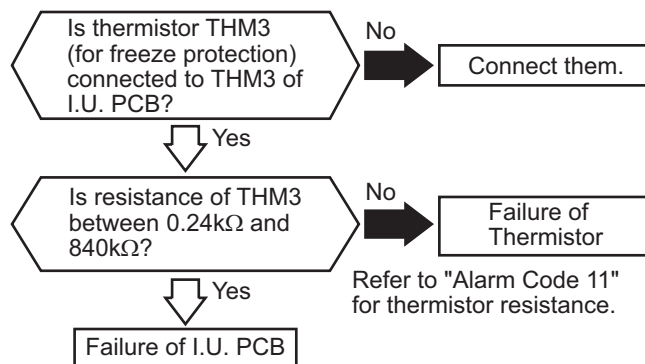 Is thermistor THM3
(for freeze protection)
connected to THM3 of
I.U. PCB?
No
Connect them.
Yes
Is resistance of THM3
between 0.24kΩ and
840kΩ?
No
Failure of
Thermistor
Refer to "Alarm Code 11"
for thermistor resistance.
Yes
Failure of I.U. PCB